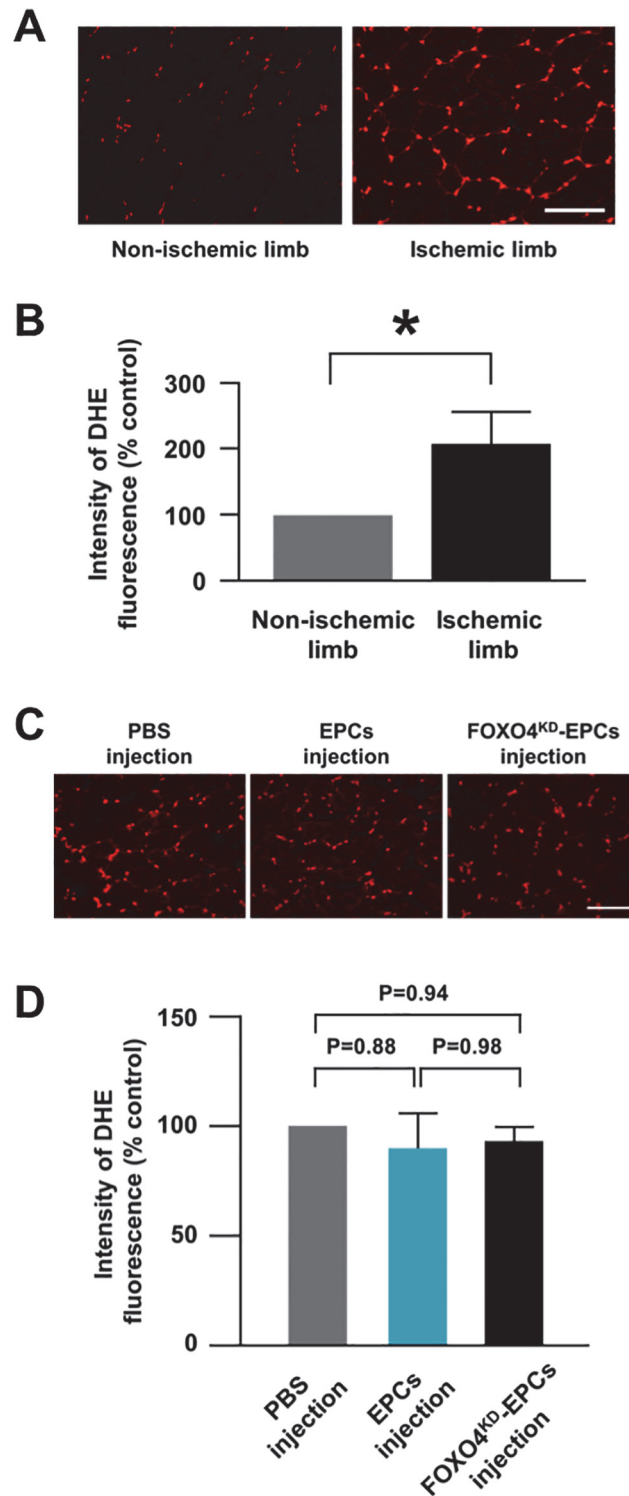 A
Non-ischemic limb
Ischemic limb
B
*
Intensity of DHE
fluorescence (% control)
300
200
100
0
Non-ischemic
limb
Ischemic
limb
C
PBS
injection
EPCs
injection
FOXO4KD-EPCs
injection
D
P=0.94
P=0.88
P=0.98
Intensity of DHE
fluorescence (% control)
150
100
50
0
PBS
injection
EPCs
injection
FOXO4KD-EPCs
injection